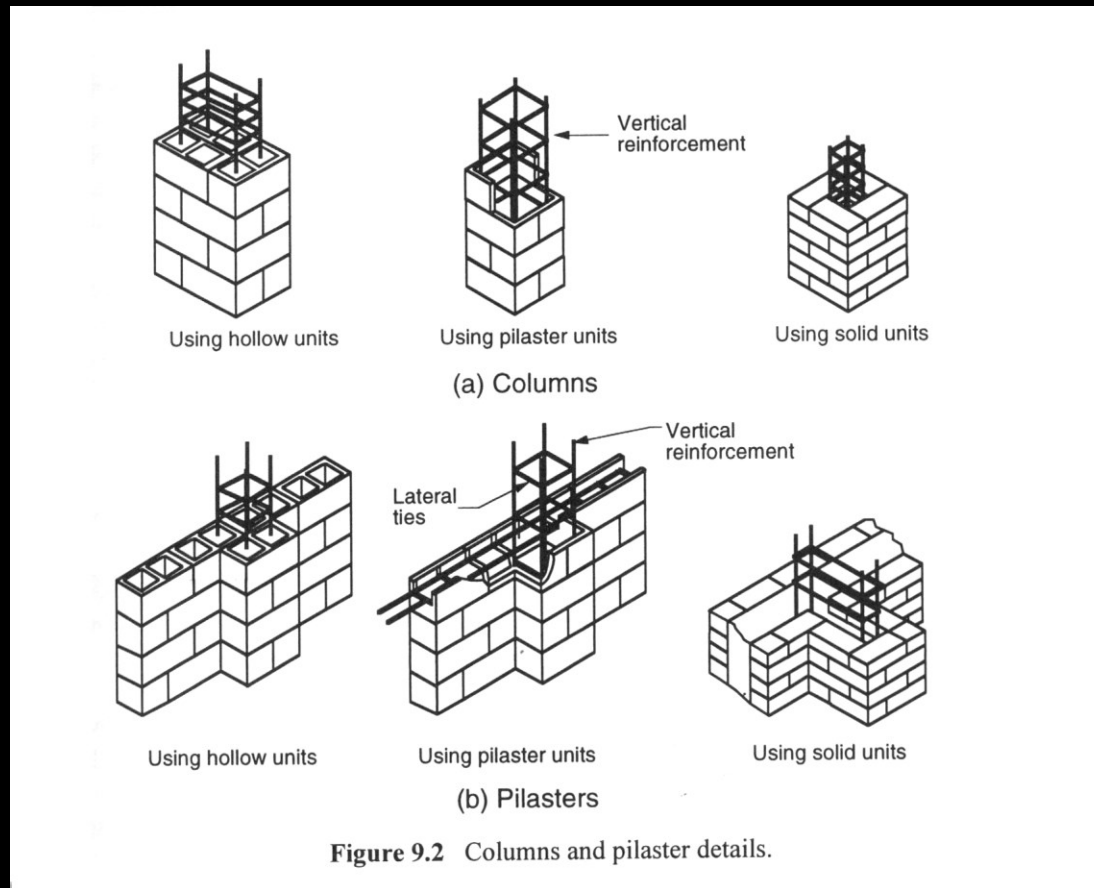 Vertical
reinforcement
Using hollow units
Using pilaster units
Using solid units
(a) Columns
Vertical
reinforcement
Lateral
ties
Using hollow units
Using pilaster units
Using solid units
(b) Pilasters
Figure 9.2 Columns and pilaster details.